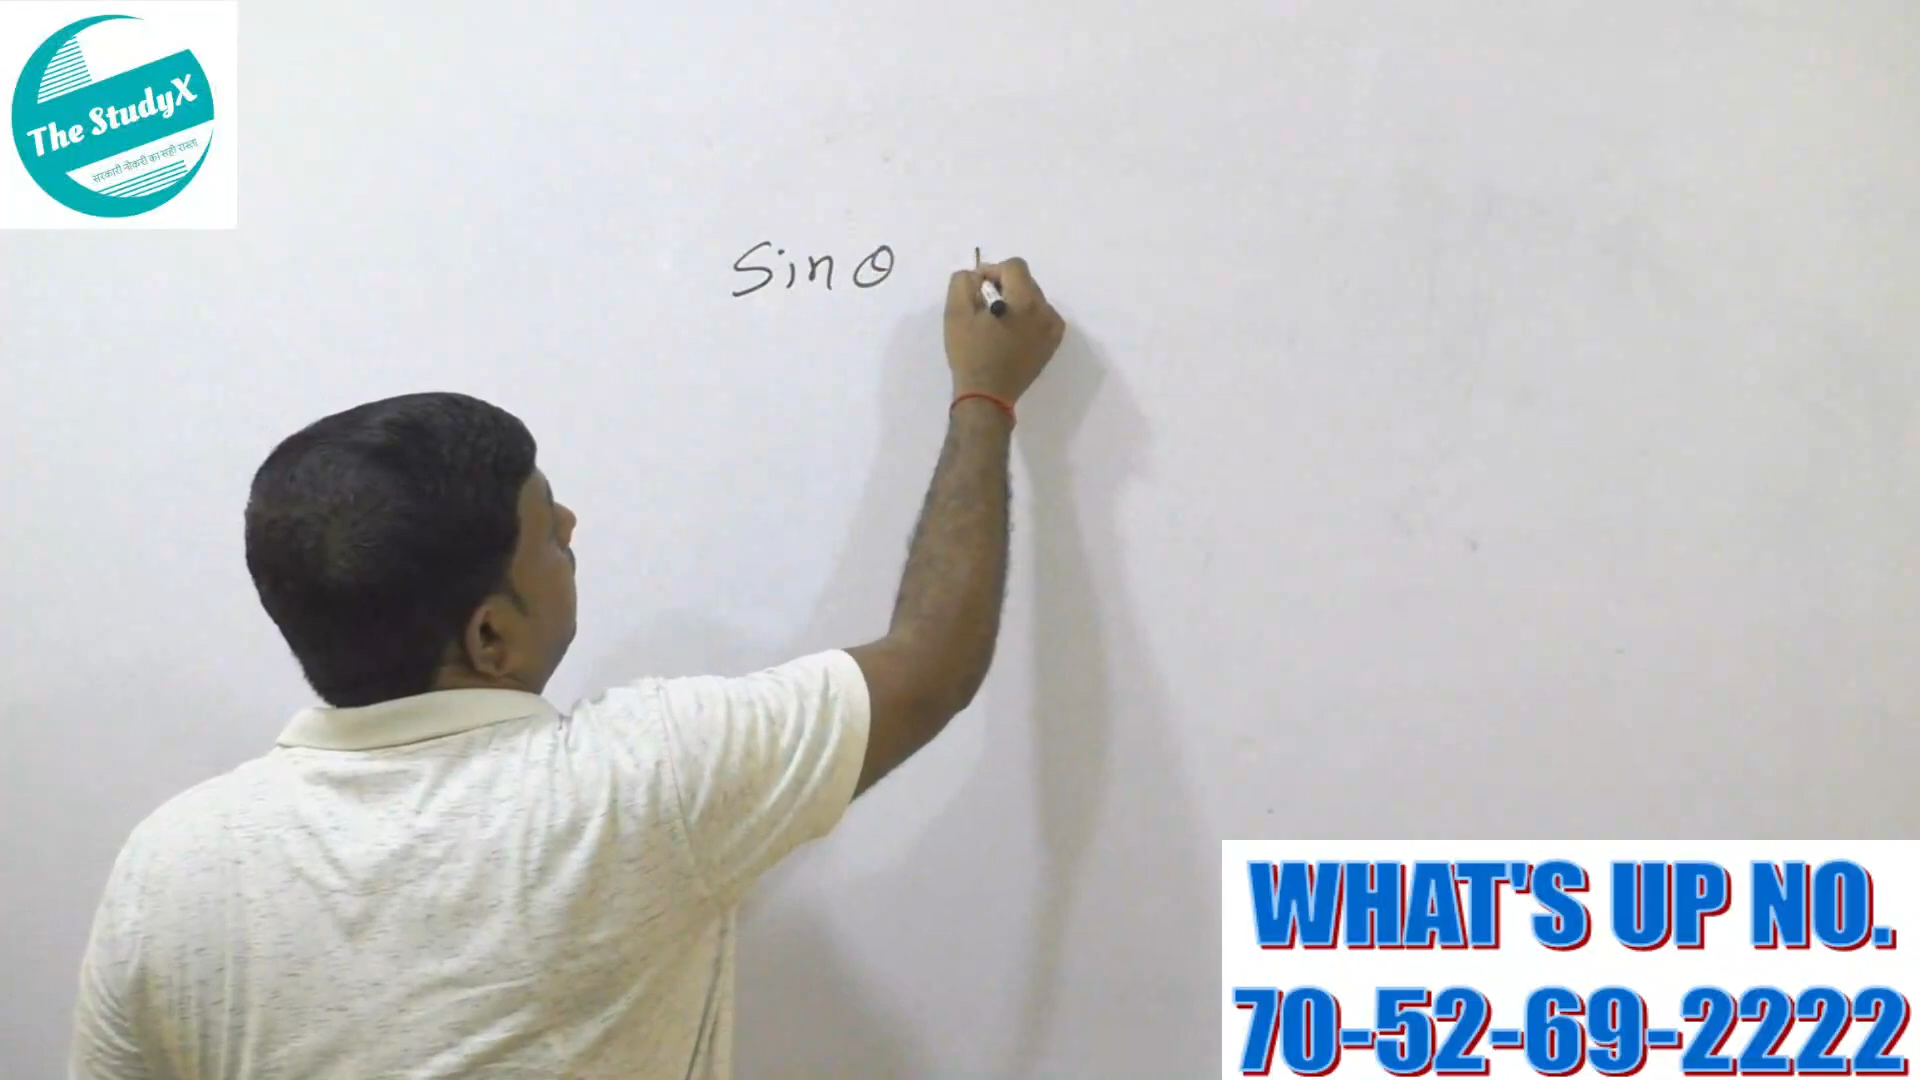 The StudyX
सरकारी नौकरी का सही रास्ता
Sin θ
WHAT'S UP NO.
70-52-69-2222